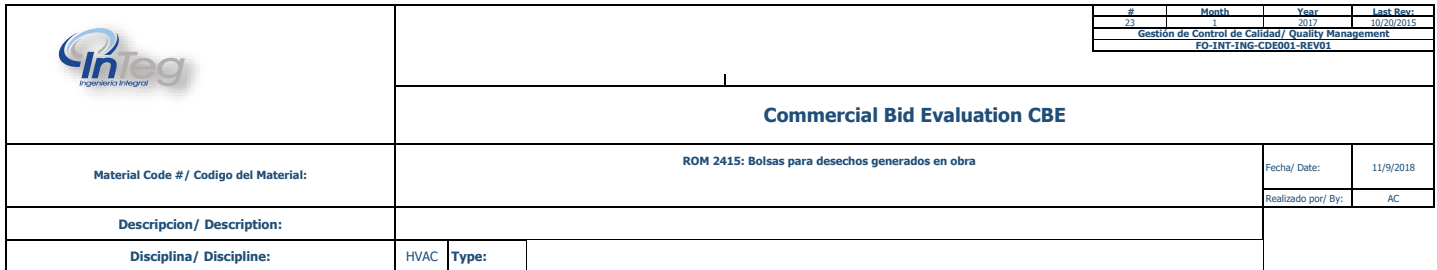 # Month Year Last Rev:
23 1 2017 10/20/2015
Gestión de Control de Calidad/ Quality Management
FO-INT-ING-CDE001-REV01
InTeg
Ingeniería Integral
Commercial Bid Evaluation CBE
Material Code #/ Codigo del Material:
ROM 2415: Bolsas para desechos generados en obra
Fecha/ Date: 11/9/2018
Realizado por/ By: AC
Descripcion/ Description:
Disciplina/ Discipline: HVAC Type: